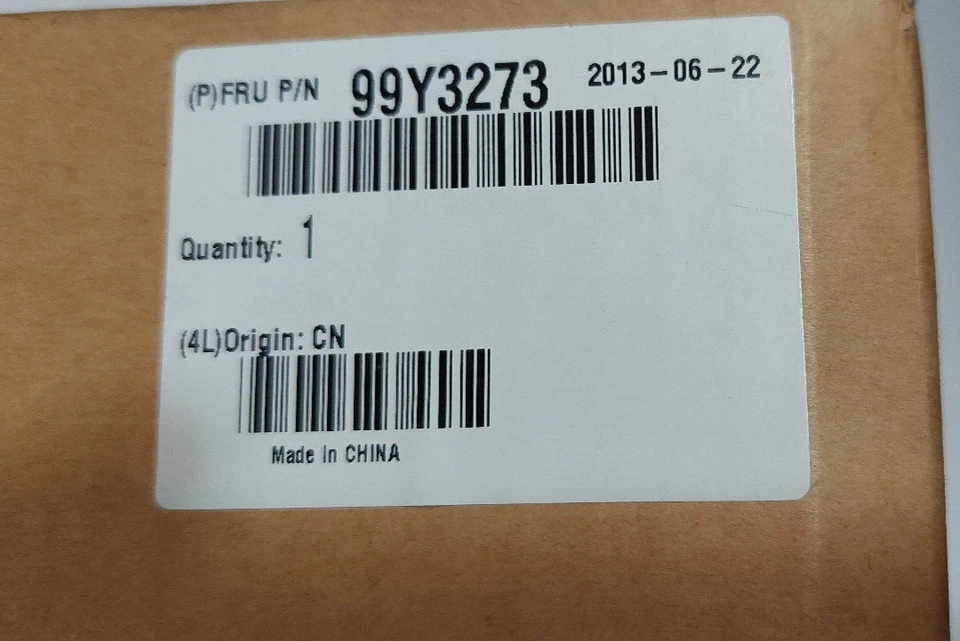 (P)FRU P/N 99Y3273 2013-06-22
Quantity: 1
(4L)Origin: CN
Made In CHINA